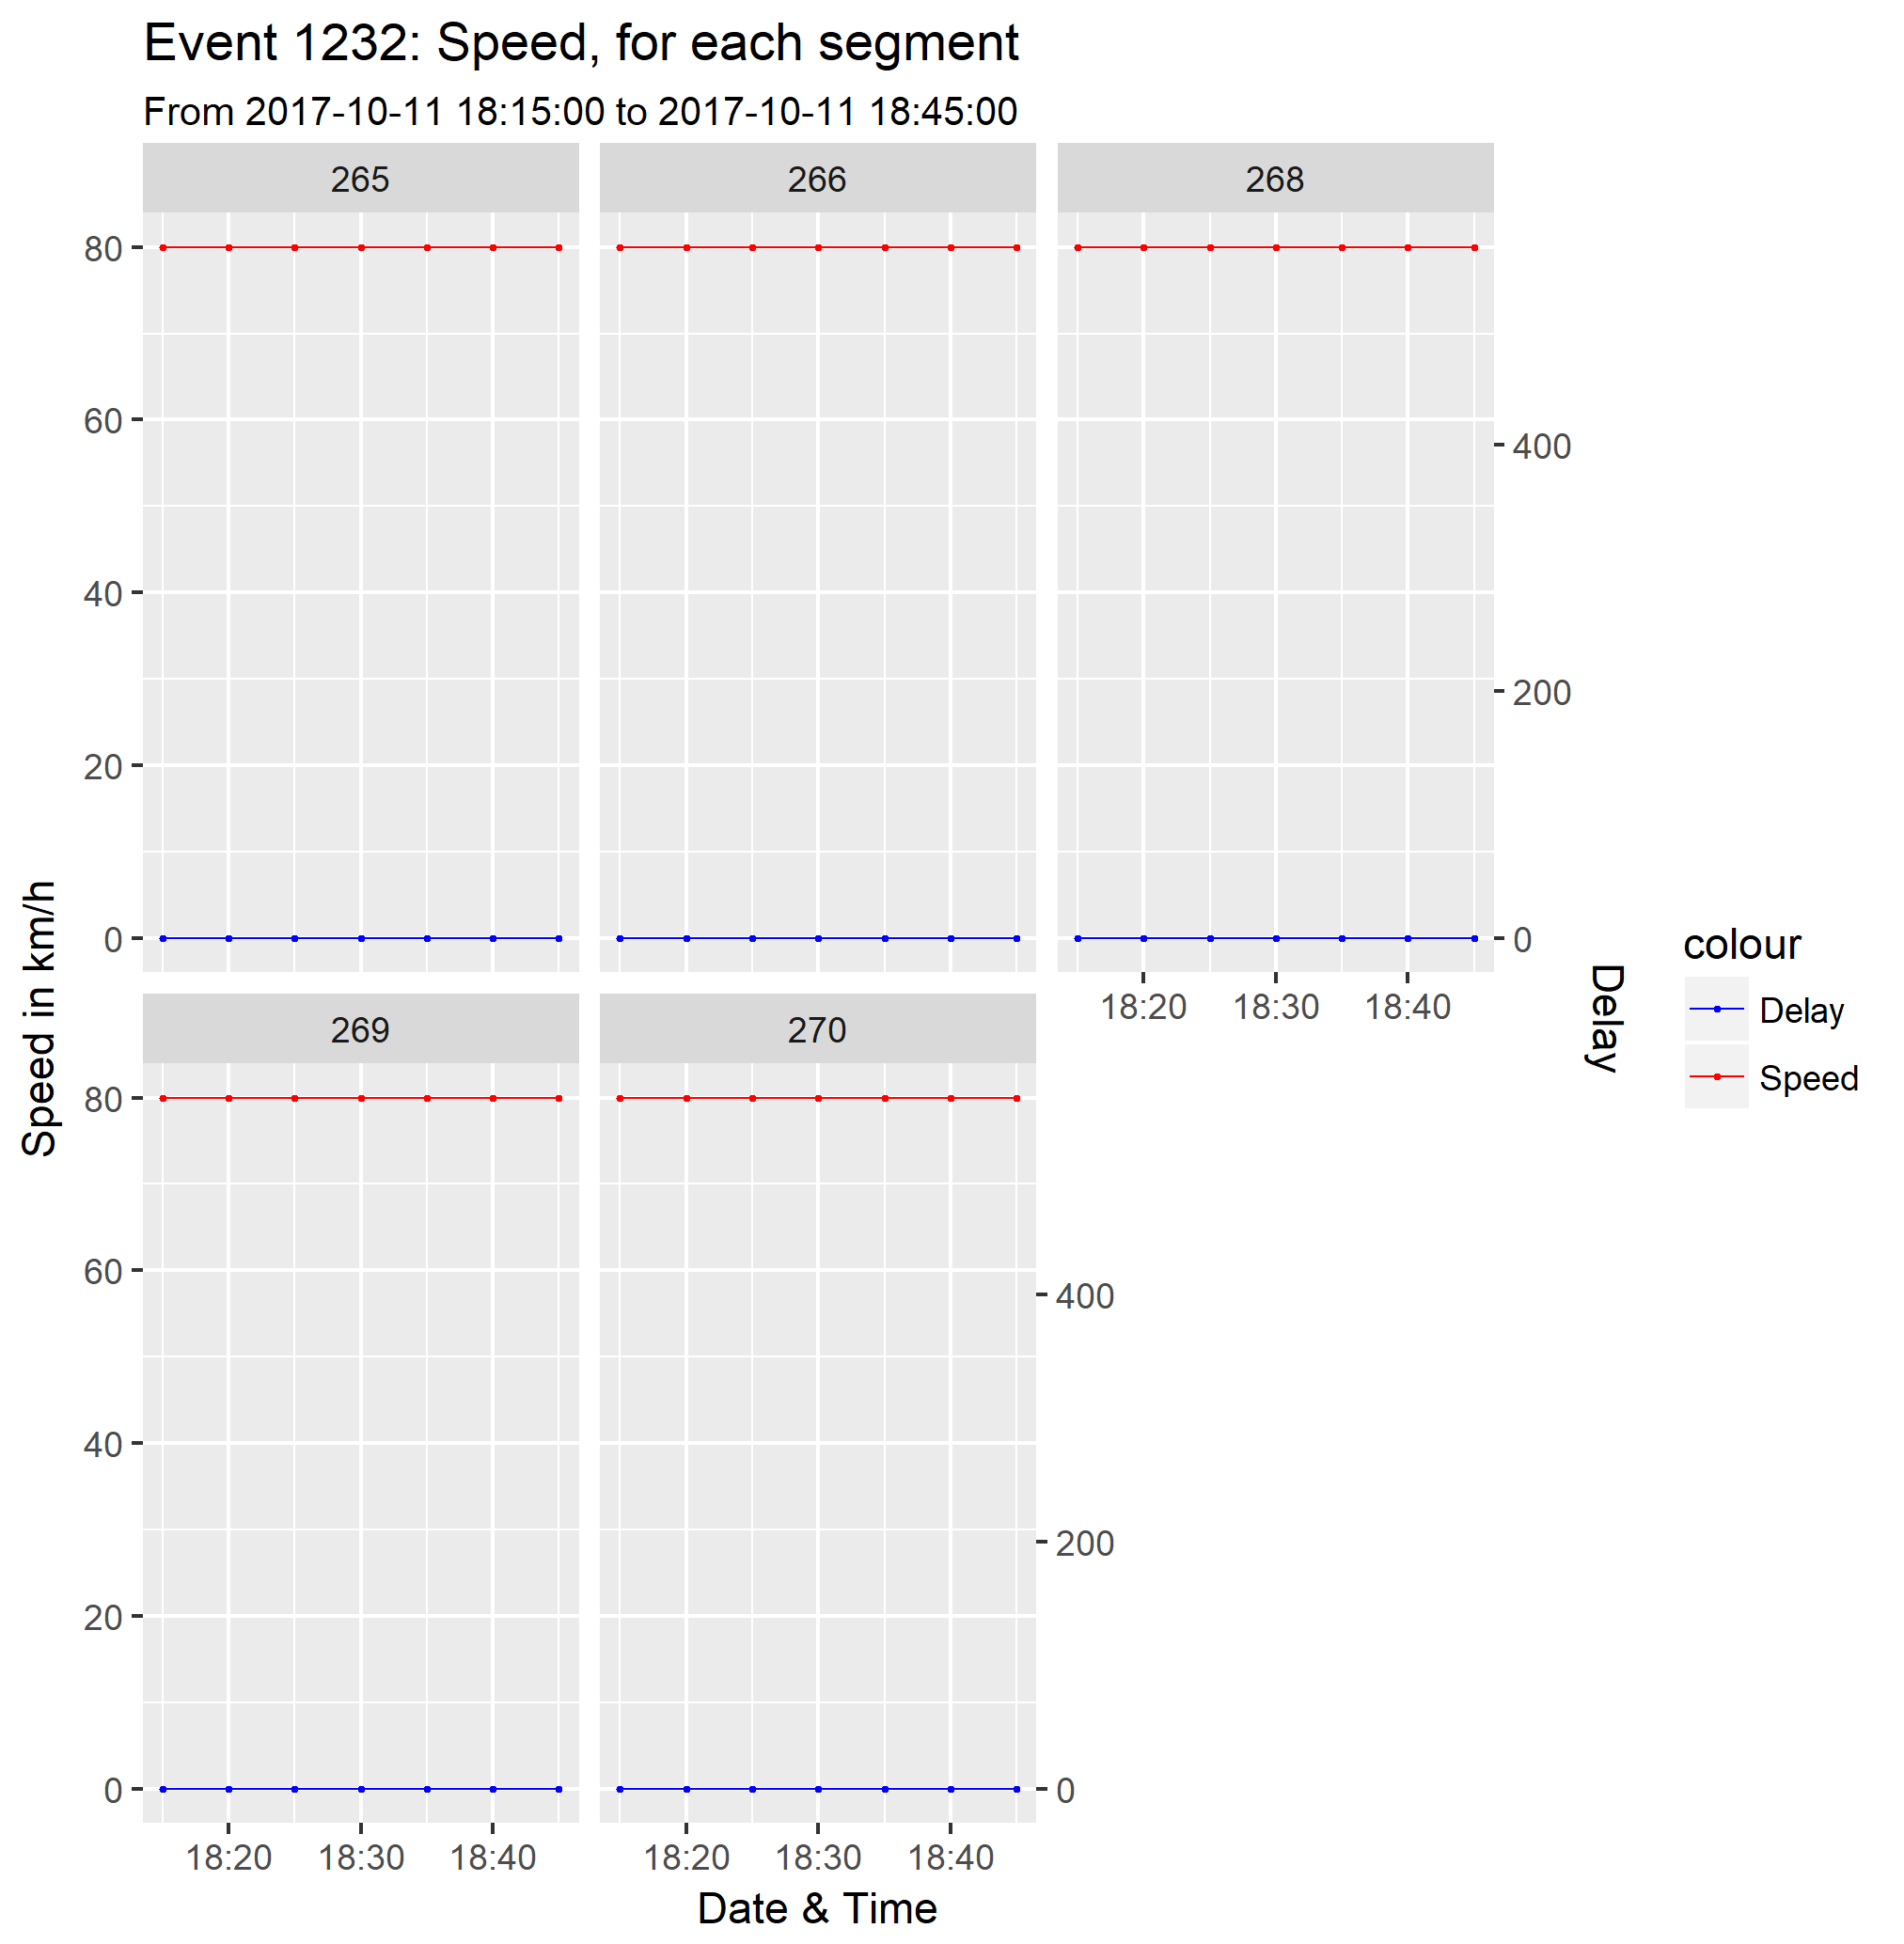 Event 1232: Speed, for each segment
From 2017-10-11 18:15:00 to 2017-10-11 18:45:00
265 266 268
80
60
40
20
0
400
200
0
18:20 18:30 18:40
269 270
80
60
40
20
0
400
200
0
18:20 18:30 18:40 18:20 18:30 18:40
Date & Time
Speed in km/h
Delay
colour
Delay
Speed